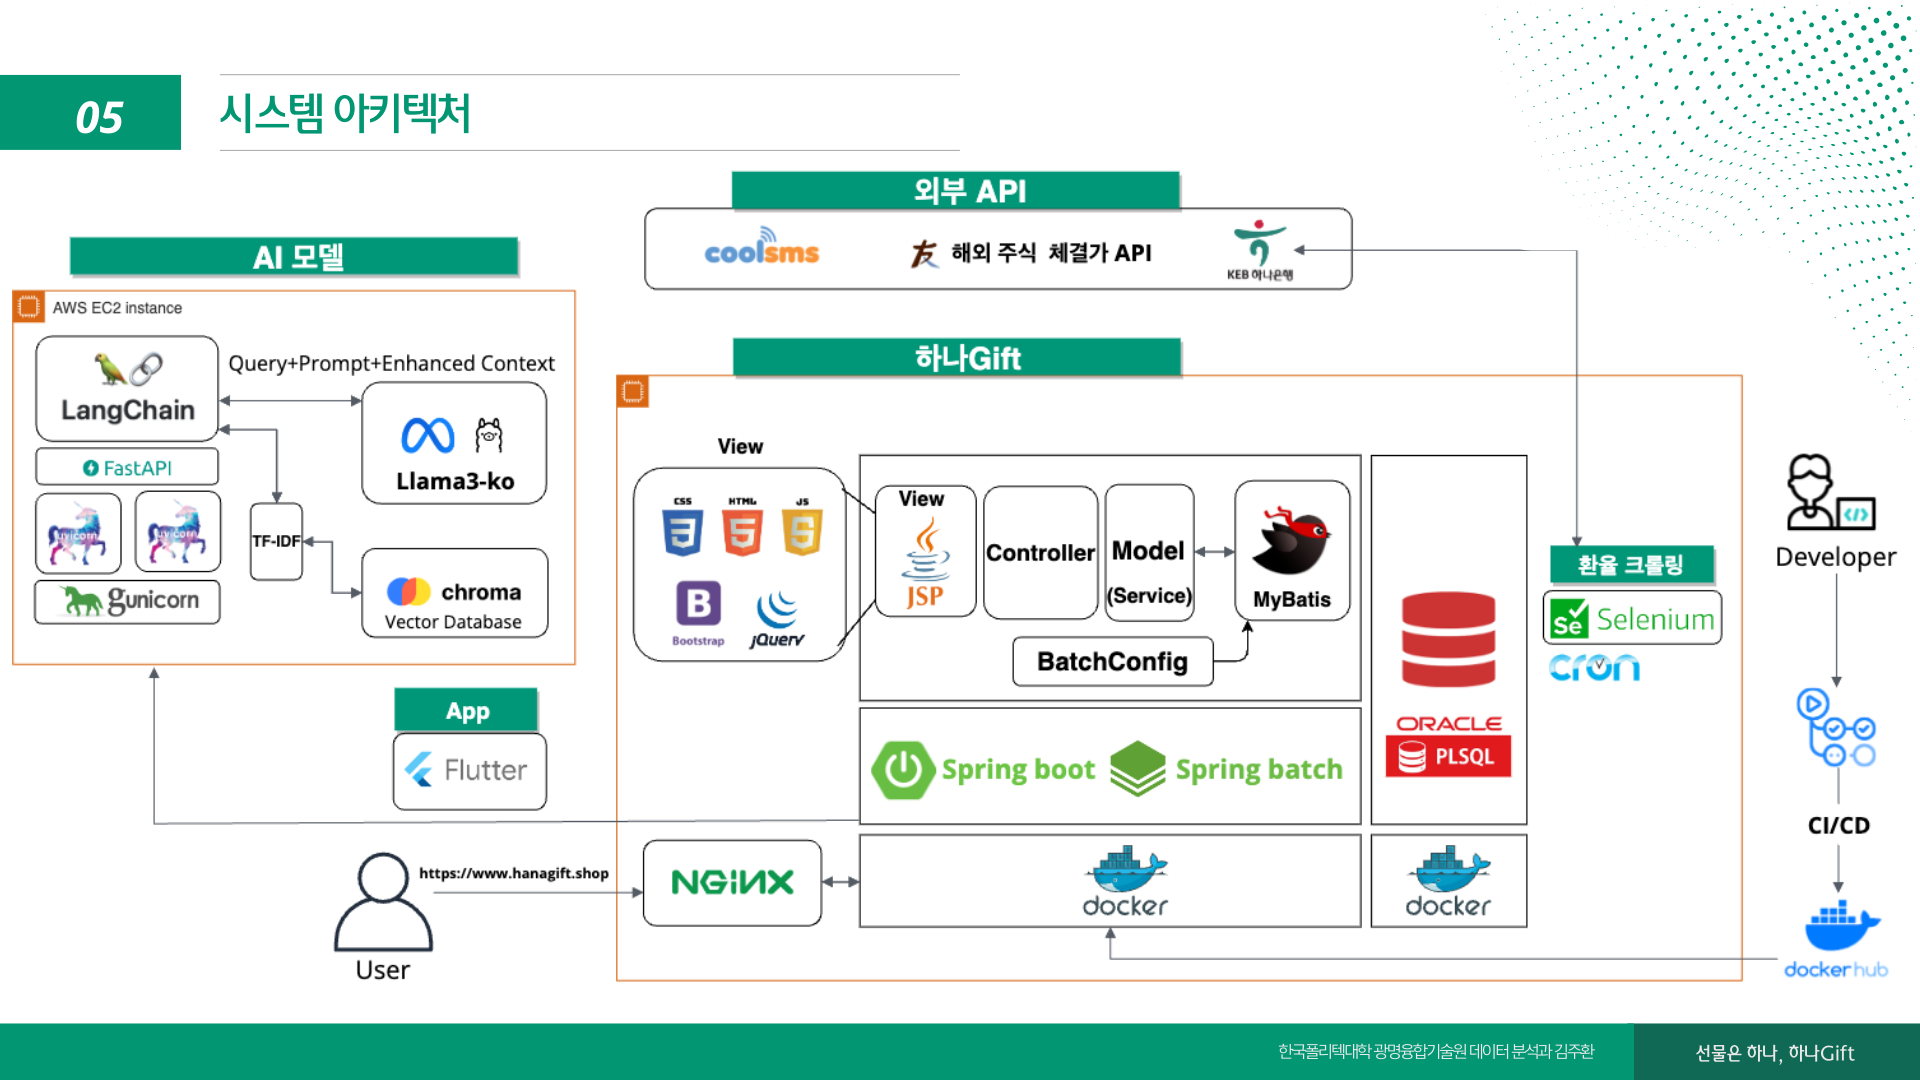 05
시스템 아키텍처
외부 API
coolsms
友 해외 주식 체결가 API
KEB 하나은행
AI 모델
AWS EC2 instance
LangChain
Query+Prompt+Enhanced Context
Llama3-ko
FastAPI
uvicorn
uvicorn
gunicorn
TF-IDF
chroma
Vector Database
하나Gift
View
CSS
HTML
JS
Bootstrap
jQuery
View
JSP
Controller
Model
(Service)
MyBatis
BatchConfig
Spring boot
Spring batch
ORACLE
PLSQL
docker
docker
환율 크롤링
Se Selenium
cron
Developer
CI/CD
dockerhub
App
Flutter
User
https://www.hanagift.shop
NGINX
한국폴리텍대학 광명융합기술원 데이터 분석과 김주환
선물은 하나, 하나Gift